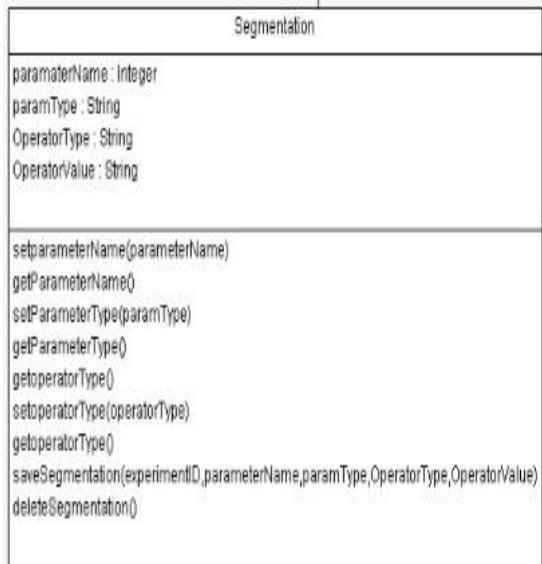 Segmentation
paramaterName : Integer
paramType : String
OperatorType : String
OperatorValue : String
setparameterName(parameterName)
getParameterName()
setParameterType(paramType)
getParameterType()
getoperatorType()
setoperatorType(operatorType)
getoperatorType()
saveSegmentation(experimentID,parameterName,paramType,OperatorType,OperatorValue)
deleteSegmentation()